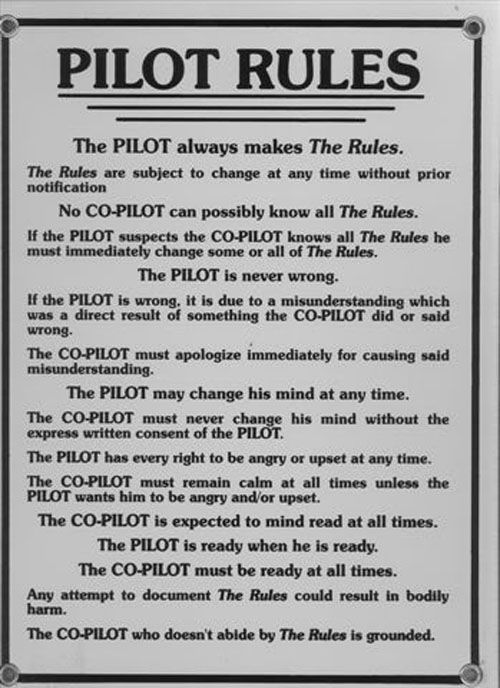 PILOT RULES
The PILOT always makes The Rules.
The Rules are subject to change at any time without prior
notification
No CO-PILOT can possibly know all The Rules.
If the PILOT suspects the CO-PILOT knows all The Rules he
must immediately change some or all of The Rules.
The PILOT is never wrong.
If the PILOT is wrong, it is due to a misunderstanding which
was a direct result of something the CO-PILOT did or said
wrong.
The CO-PILOT must apologize immediately for causing said
misunderstanding.
The PILOT may change his mind at any time.
The CO-PILOT must never change his mind without the
express written consent of the PILOT.
The PILOT has every right to be angry or upset at any time.
The CO-PILOT must remain calm at all times unless the
PILOT wants him to be angry and/or upset.
The CO-PILOT is expected to mind read at all times.
The PILOT is ready when he is ready.
The CO-PILOT must be ready at all times.
Any attempt to document The Rules could result in bodily
harm.
The CO-PILOT who doesn't abide by The Rules is grounded.